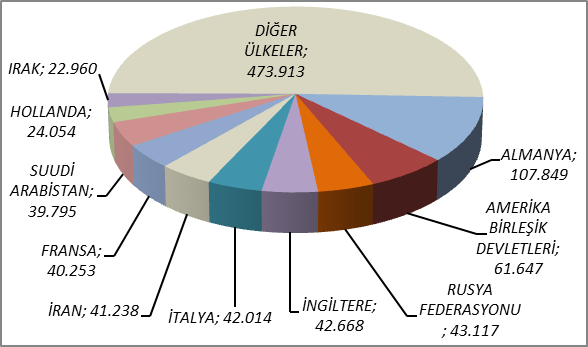 DİĞER
ÜLKELER;
473.913
ALMANYA;
107.849
AMERİKA
BİRLEŞİK
DEVLETLERİ;
61.647
RUSYA
FEDERASYONU
; 43.117
İNGİLTERE;
42.668
İTALYA; 42.014
İRAN; 41.238
FRANSA;
40.253
SUUDİ
ARABİSTAN;
39.795
HOLLANDA;
24.054
IRAK; 22.960